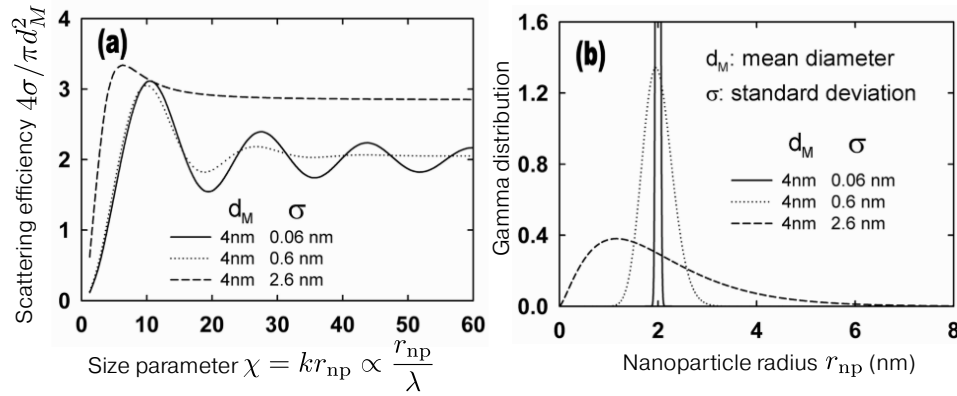 (a)
Scattering efficiency 4σ/πd_M^2
4
3
2
1
0
d_M σ
4nm 0.06 nm
4nm 0.6 nm
4nm 2.6 nm
0 10 20 30 40 50 60
Size parameter χ = kr_np ∝ r_np/λ
(b)
Gamma distribution
1.6
1.2
0.8
0.4
0.0
d_M: mean diameter
σ: standard deviation
d_M σ
4nm 0.06 nm
4nm 0.6 nm
4nm 2.6 nm
0 2 4 6 8
Nanoparticle radius r_np (nm)